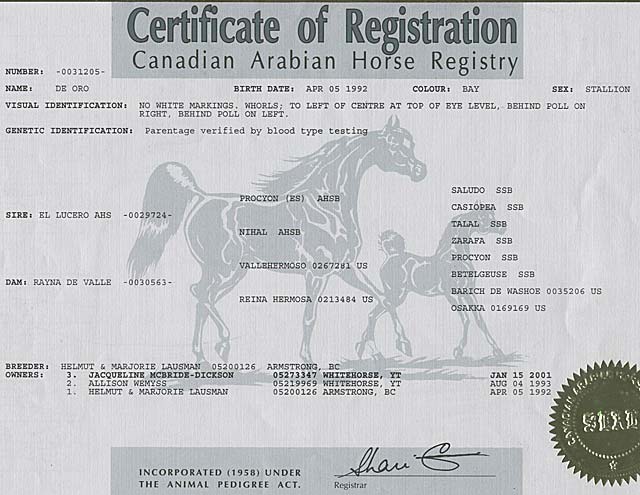 Certificate of Registration
Canadian Arabian Horse Registry
NUMBER: -0031205-
NAME: DE ORO BIRTH DATE: APR 05 1992 COLOUR: BAY SEX: STALLION
VISUAL IDENTIFICATION: NO WHITE MARKINGS. WHORLS; TO LEFT OF CENTRE AT TOP OF EYE LEVEL, BEHIND POLL ON
RIGHT, BEHIND POLL ON LEFT.
GENETIC IDENTIFICATION: Parentage verified by blood type testing
SALUDO SSB
PROCYON (ES) AHSB
CASIOPEA SSB
SIRE: EL LUCERO AHS -0029724-
TALAL SSB
NIHAL AHSB
ZARAFA SSB
PROCYON SSB
VALLEHERMOSO 0267281 US
BETELGEUSE SSB
DAM: RAYNA DE VALLE -0030563-
BARICH DE WASHOE 0035206 US
REINA HERMOSA 0213484 US
OSAKKA 0169169 US
BREEDER: HELMUT & MARJORIE LAUSMAN 05200126 ARMSTRONG, BC
OWNERS: 3. JACQUELINE MCBRIDE-DICKSON 05273347 WHITEHORSE, YT JAN 15 2001
2. ALLISON WEMYSS 05219969 WHITEHORSE, YT AUG 04 1993
1. HELMUT & MARJORIE LAUSMAN 05200126 ARMSTRONG, BC APR 05 1992
SEAL
INCORPORATED (1958) UNDER
THE ANIMAL PEDIGREE ACT.
Shari
Registrar